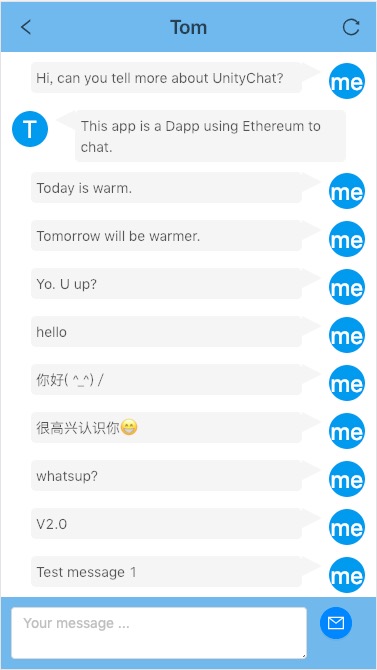 Tom
Hi, can you tell more about UnityChat?
me
T
This app is a Dapp using Ethereum to
chat.
Today is warm.
me
Tomorrow will be warmer.
me
Yo. U up?
me
hello
me
你好( ^_^) /
me
很高兴认识你😁
me
whatsup?
me
V2.0
me
Test message 1
me
Your message ...